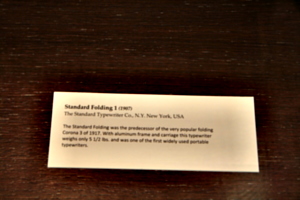 Standard Folding 1 (1907)
The Standard Typewriter Co., N.Y. New York, USA
The Standard Folding was the predecessor of the very popular folding
Corona 3 of 1917. With aluminum frame and carriage this typewriter
weighs only 5 1/2 lbs. and was one of the first widely used portable
typewriters.